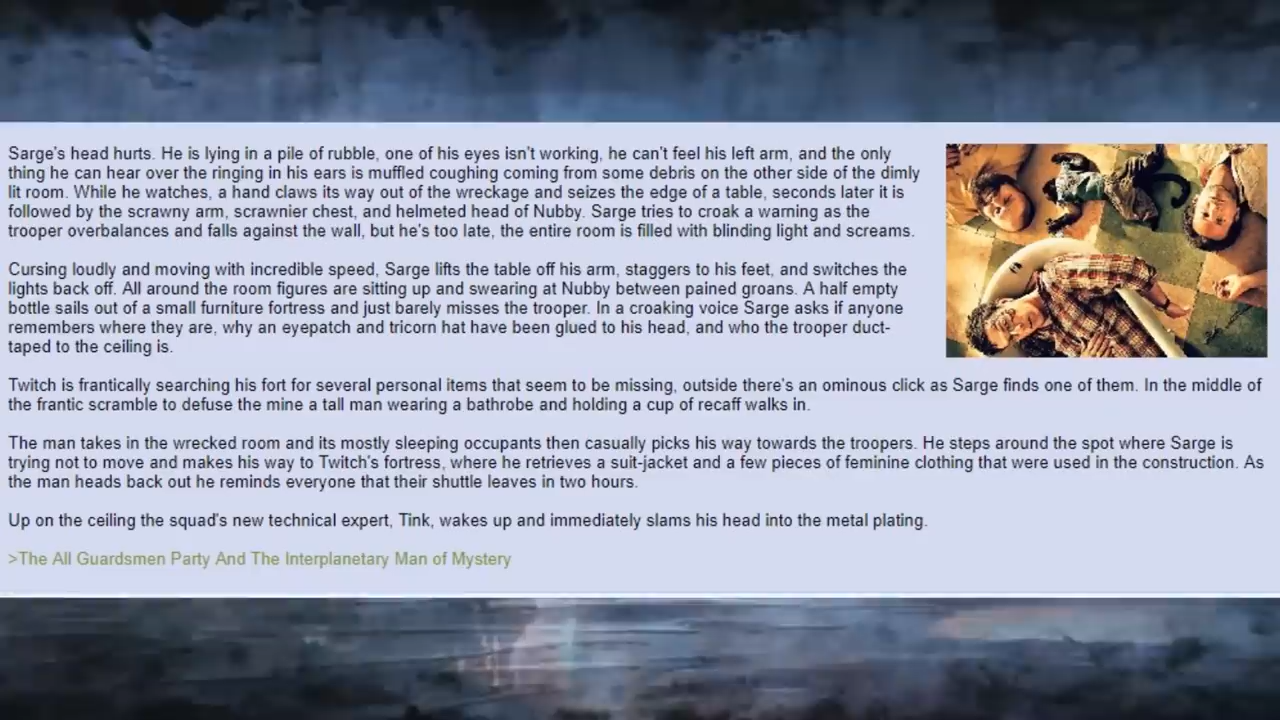 Sarge's head hurts. He is lying in a pile of rubble, one of his eyes isn't working, he can't feel his left arm, and the only
thing he can hear over the ringing in his ears is muffled coughing coming from some debris on the other side of the dimly
lit room. While he watches, a hand claws its way out of the wreckage and seizes the edge of a table, seconds later it is
followed by the scrawny arm, scrawnier chest, and helmeted head of Nubby. Sarge tries to croak a warning as the
trooper overbalances and falls against the wall, but he's too late, the entire room is filled with blinding light and screams.
Cursing loudly and moving with incredible speed, Sarge lifts the table off his arm, staggers to his feet, and switches the
lights back off. All around the room figures are sitting up and swearing at Nubby between pained groans. A half empty
bottle sails out of a small furniture fortress and just barely misses the trooper. In a croaking voice Sarge asks if anyone
remembers where they are, why an eyepatch and tricorn hat have been glued to his head, and who the trooper duct-
taped to the ceiling is.
Twitch is frantically searching his fort for several personal items that seem to be missing, outside there's an ominous click as Sarge finds one of them. In the middle of
the frantic scramble to defuse the mine a tall man wearing a bathrobe and holding a cup of recaff walks in.
The man takes in the wrecked room and its mostly sleeping occupants then casually picks his way towards the troopers. He steps around the spot where Sarge is
trying not to move and makes his way to Twitch's fortress, where he retrieves a suit-jacket and a few pieces of feminine clothing that were used in the construction. As
the man heads back out he reminds everyone that their shuttle leaves in two hours.
Up on the ceiling the squad's new technical expert, Tink, wakes up and immediately slams his head into the metal plating.
>The All Guardsmen Party And The Interplanetary Man of Mystery